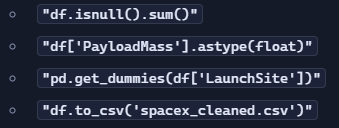 "df.isnull().sum()"
"df['PayloadMass'].astype(float)"
"pd.get_dummies(df['LaunchSite'])"
"df.to_csv('spacex_cleaned.csv')"